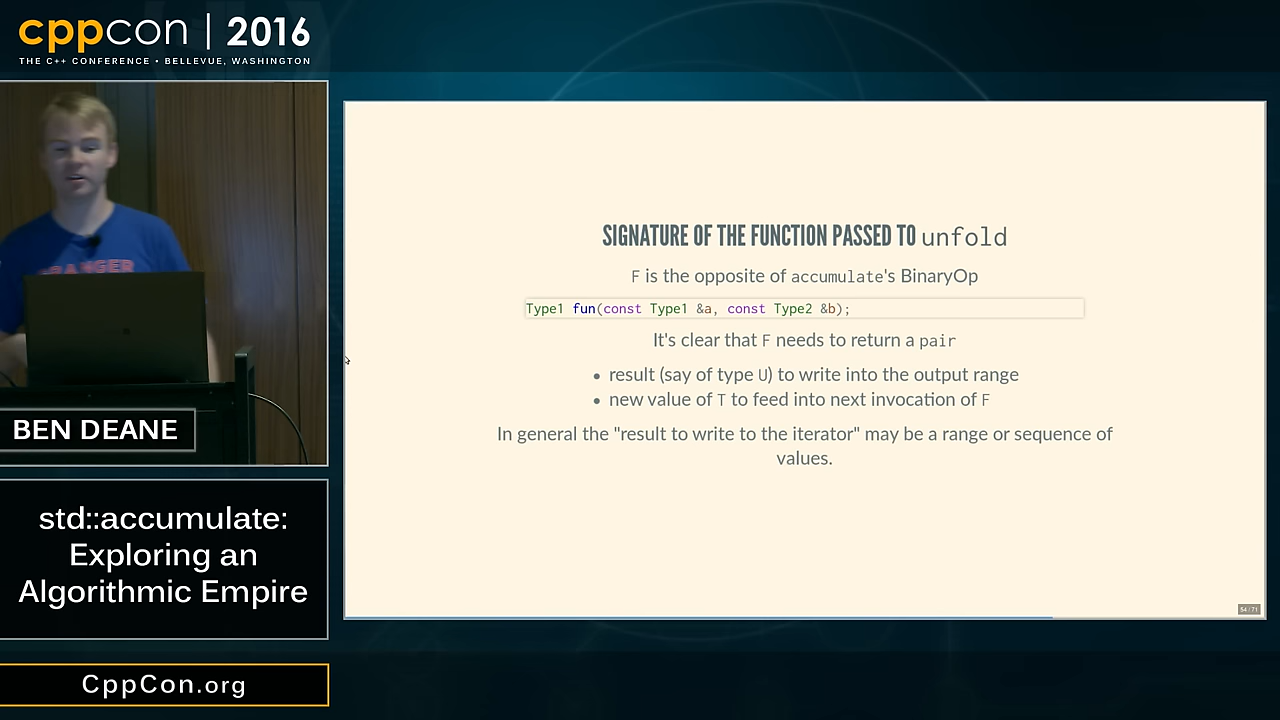 cppcon | 2016
THE C++ CONFERENCE • BELLEVUE, WASHINGTON
RANGER
BEN DEANE
std::accumulate:
Exploring an
Algorithmic Empire
CppCon.org
SIGNATURE OF THE FUNCTION PASSED TO unfold
F is the opposite of accumulate's BinaryOp
Type1 fun(const Type1 &a, const Type2 &b);
It's clear that F needs to return a pair
• result (say of type U) to write into the output range
• new value of T to feed into next invocation of F
In general the "result to write to the iterator" may be a range or sequence of
values.
54 / 71